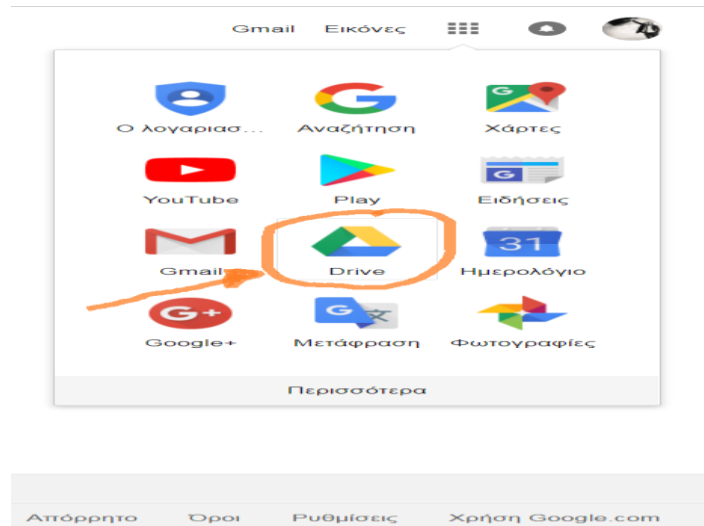 Gmail Εικόνες
Ο λογαριασ... Αναζήτηση Χάρτες
G
YouTube Play Ειδήσεις
31
Gmail Drive Ημερολόγιο
G+ G 文
Google+ Μετάφραση Φωτογραφίες
Περισσότερα
Απόρρητο Όροι Ρυθμίσεις Χρήση Google.com